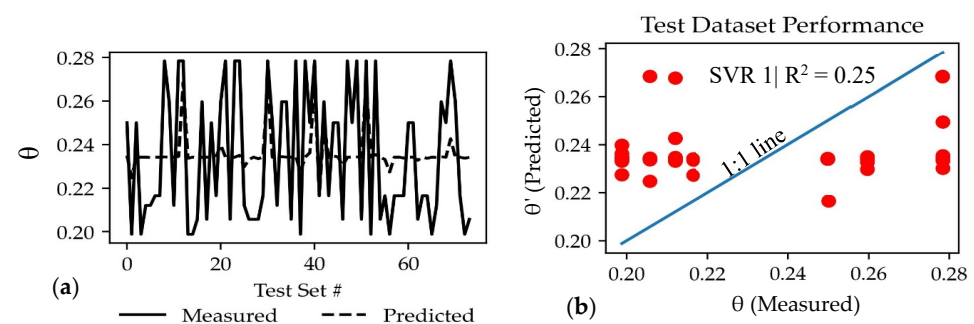 0.28
0.26
0.24
0.22
0.20
θ
0 20 40 60
Test Set #
(a)
Measured Predicted
Test Dataset Performance
0.28
0.26
0.24
0.22
0.20
θ' (Predicted)
SVR 1| R² = 0.25
1:1 line
0.20 0.22 0.24 0.26 0.28
θ (Measured)
(b)